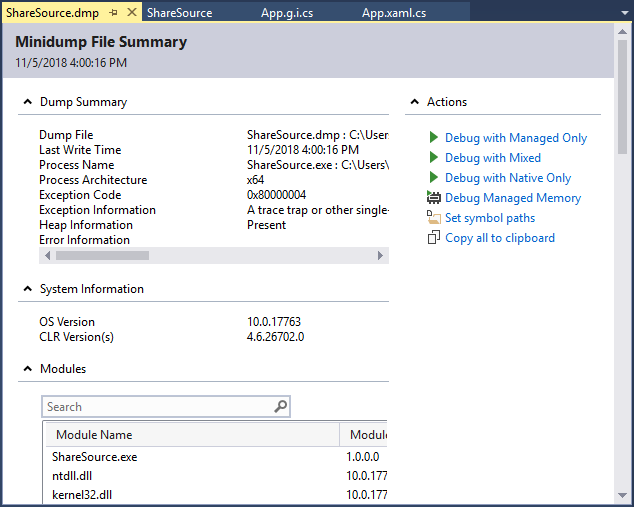 ShareSource.dmp ShareSource App.g.i.cs App.xaml.cs
Minidump File Summary
11/5/2018 4:00:16 PM
Dump Summary
Dump File ShareSource.dmp : C:\Users
Last Write Time 11/5/2018 4:00:16 PM
Process Name ShareSource.exe : C:\Users\
Process Architecture x64
Exception Code 0x80000004
Exception Information A trace trap or other single-
Heap Information Present
Error Information
System Information
OS Version 10.0.17763
CLR Version(s) 4.6.26702.0
Modules
Search
Module Name Module
ShareSource.exe 1.0.0.0
ntdll.dll 10.0.177
kernel32.dll 10.0.177
Actions
Debug with Managed Only
Debug with Mixed
Debug with Native Only
Debug Managed Memory
Set symbol paths
Copy all to clipboard